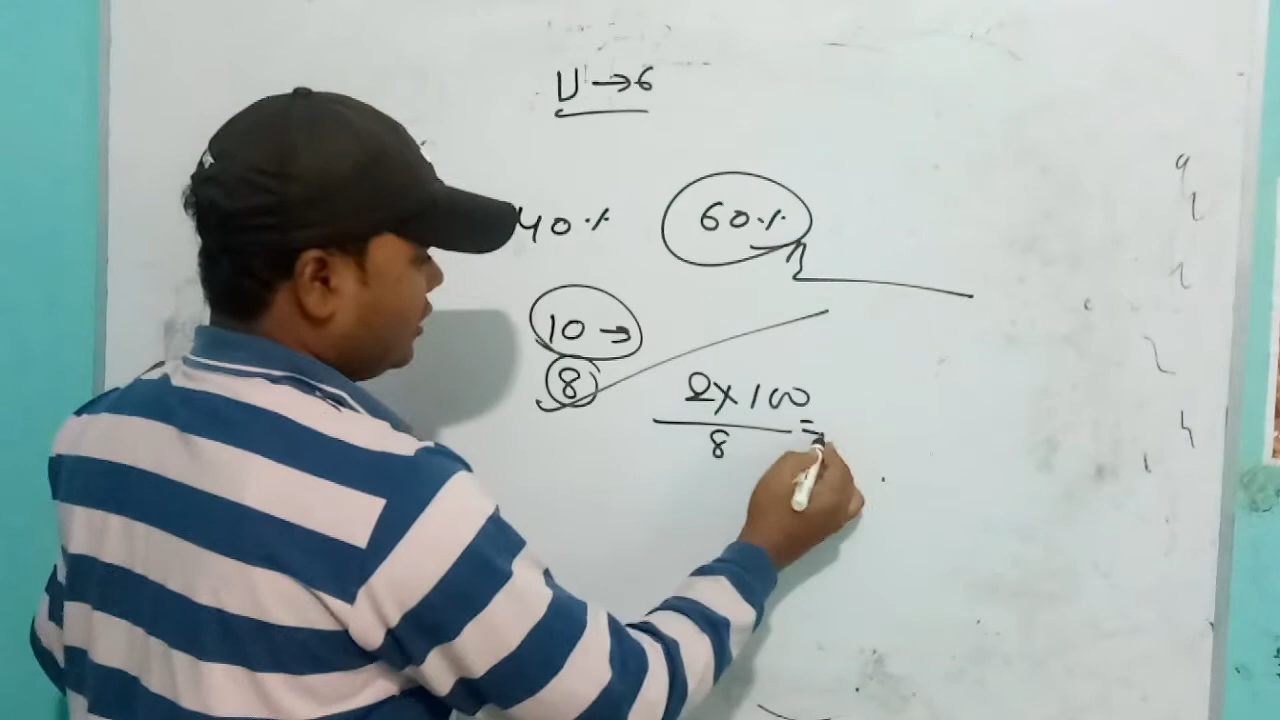 U → 6
40% 60%
10 →
8
2 × 100
8 =